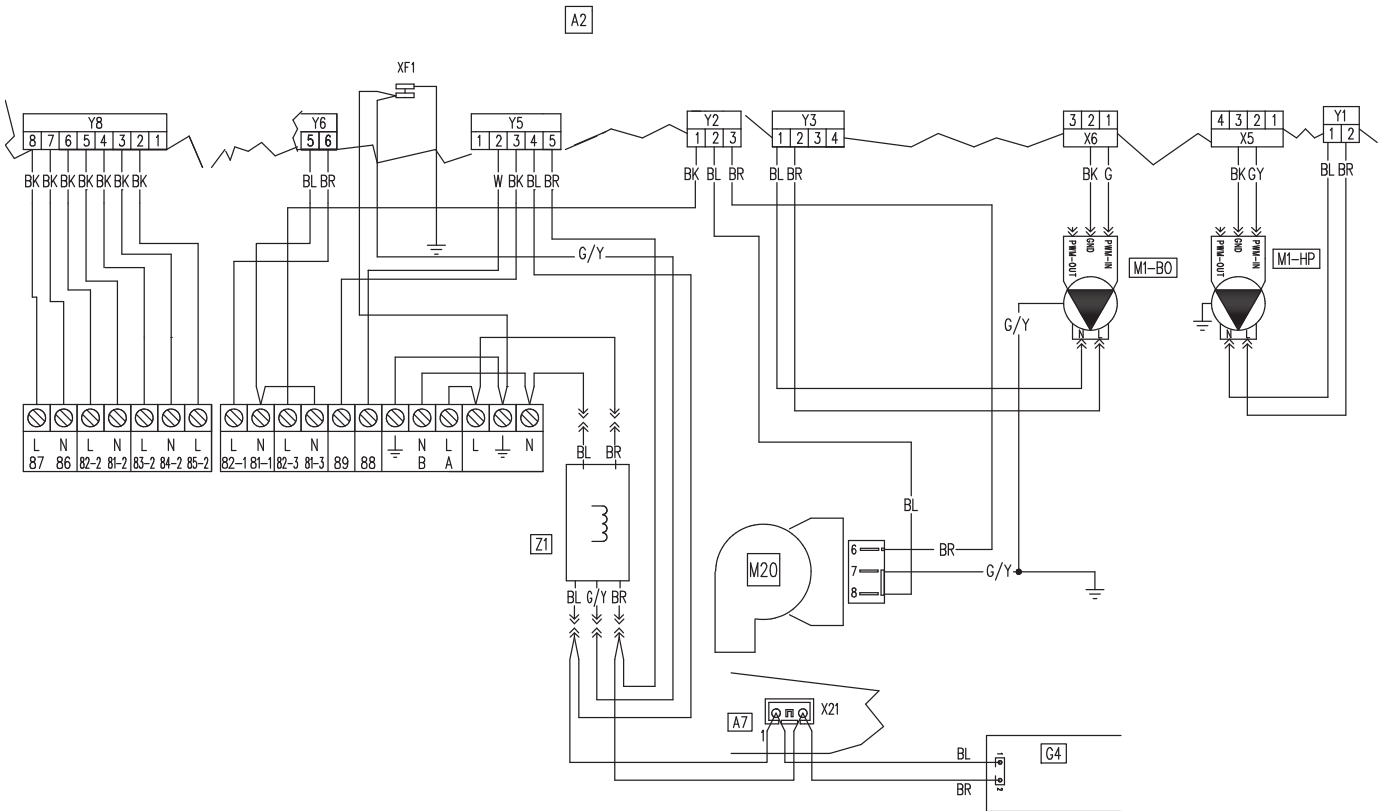 A2
XF1
Y8
8 7 6 5 4 3 2 1
Y6
5 6
Y5
1 2 3 4 5
Y2
1 2 3
Y3
1 2 3 4
3 2 1
X6
4 3 2 1
X5
Y1
1 2
BK BK BK BK BK BK BK
BL BR
W BK BL BR
BK BL BR
BL BR
BK G
BK GY
BL BR
G/Y
PWM-OUT GND PWM-IN
M1-BO
PWM-OUT GND PWM-IN
M1-HP
G/Y
N L
N L
L N L N L N L
87 86 82-2 81-2 83-2 84-2 85-2
L N L N
82-1 81-1 82-3 81-3 89 88
N L L N
B A
BL BR
Z1
BL G/Y BR
BL
M20
6 BR
7 G/Y
8
A7
X21
1
BL
BR
G4
1
2